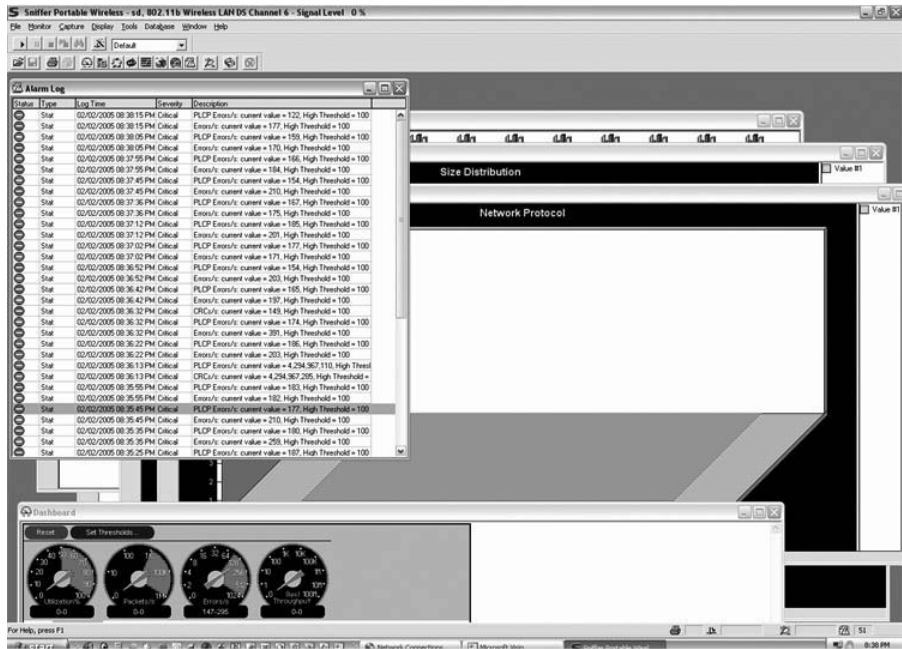 Sniffer Portable Wireless - sd, 802.11b Wireless LAN DS Channel 6 - Signal Level 0 %
File Monitor Capture Display Tools Database Window Help
Default
Alarm Log
Status Type Log Time Severity Description
Stat 02/02/2005 08:38:15 PM Critical PLCP Errors/s: current value = 122, High Threshold = 100
Stat 02/02/2005 08:38:15 PM Critical Errors/s: current value = 177, High Threshold = 100
Stat 02/02/2005 08:38:05 PM Critical PLCP Errors/s: current value = 159, High Threshold = 100
Stat 02/02/2005 08:38:05 PM Critical Errors/s: current value = 170, High Threshold = 100
Stat 02/02/2005 08:37:55 PM Critical PLCP Errors/s: current value = 166, High Threshold = 100
Stat 02/02/2005 08:37:55 PM Critical Errors/s: current value = 184, High Threshold = 100
Stat 02/02/2005 08:37:45 PM Critical PLCP Errors/s: current value = 154, High Threshold = 100
Stat 02/02/2005 08:37:45 PM Critical Errors/s: current value = 210, High Threshold = 100
Stat 02/02/2005 08:37:36 PM Critical PLCP Errors/s: current value = 167, High Threshold = 100
Stat 02/02/2005 08:37:36 PM Critical Errors/s: current value = 175, High Threshold = 100
Stat 02/02/2005 08:37:12 PM Critical PLCP Errors/s: current value = 185, High Threshold = 100
Stat 02/02/2005 08:37:12 PM Critical Errors/s: current value = 201, High Threshold = 100
Stat 02/02/2005 08:37:02 PM Critical PLCP Errors/s: current value = 177, High Threshold = 100
Stat 02/02/2005 08:37:02 PM Critical Errors/s: current value = 171, High Threshold = 100
Stat 02/02/2005 08:36:52 PM Critical PLCP Errors/s: current value = 154, High Threshold = 100
Stat 02/02/2005 08:36:52 PM Critical Errors/s: current value = 203, High Threshold = 100
Stat 02/02/2005 08:36:42 PM Critical PLCP Errors/s: current value = 165, High Threshold = 100
Stat 02/02/2005 08:36:42 PM Critical Errors/s: current value = 197, High Threshold = 100
Stat 02/02/2005 08:36:32 PM Critical CRCs/s: current value = 149, High Threshold = 100
Stat 02/02/2005 08:36:32 PM Critical PLCP Errors/s: current value = 174, High Threshold = 100
Stat 02/02/2005 08:36:32 PM Critical Errors/s: current value = 391, High Threshold = 100
Stat 02/02/2005 08:36:22 PM Critical PLCP Errors/s: current value = 186, High Threshold = 100
Stat 02/02/2005 08:36:22 PM Critical Errors/s: current value = 203, High Threshold = 100
Stat 02/02/2005 08:36:13 PM Critical PLCP Errors/s: current value = 4,294,967,110, High Thresl
Stat 02/02/2005 08:36:13 PM Critical CRCs/s: current value = 4,294,967,285, High Threshold =
Stat 02/02/2005 08:35:55 PM Critical PLCP Errors/s: current value = 183, High Threshold = 100
Stat 02/02/2005 08:35:55 PM Critical Errors/s: current value = 182, High Threshold = 100
Stat 02/02/2005 08:35:45 PM Critical PLCP Errors/s: current value = 177, High Threshold = 100
Stat 02/02/2005 08:35:45 PM Critical Errors/s: current value = 210, High Threshold = 100
Stat 02/02/2005 08:35:35 PM Critical PLCP Errors/s: current value = 180, High Threshold = 100
Stat 02/02/2005 08:35:35 PM Critical Errors/s: current value = 259, High Threshold = 100
Stat 02/02/2005 08:35:25 PM Critical PLCP Errors/s: current value = 187, High Threshold = 100
Size Distribution
Value #1
Network Protocol
Value #1
2
1
Dashboard
Reset Set Thresholds...
Utilization% Packets/s Errors/s Throughput
0-0 0-0 147-295 0-0
For Help, press F1
51
start Network Connections Microsoft Visio Sniffer Portable Wirel... 8:38 PM